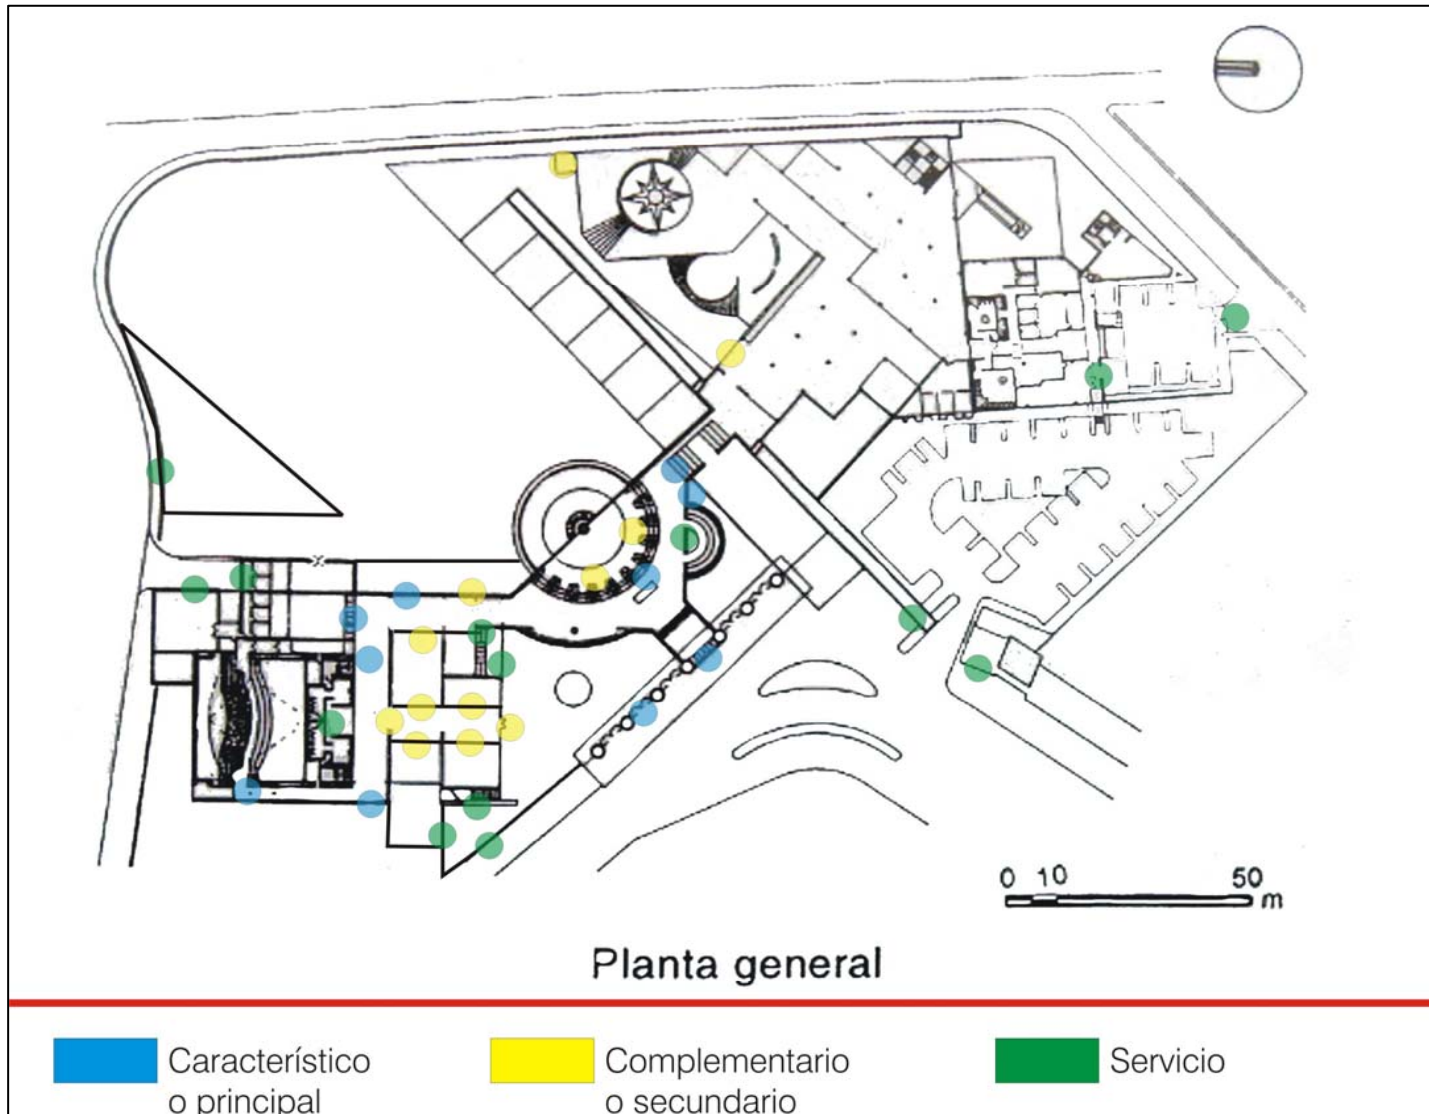 0 10 50
m
Planta general
Característico
o principal
Complementario
o secundario
Servicio